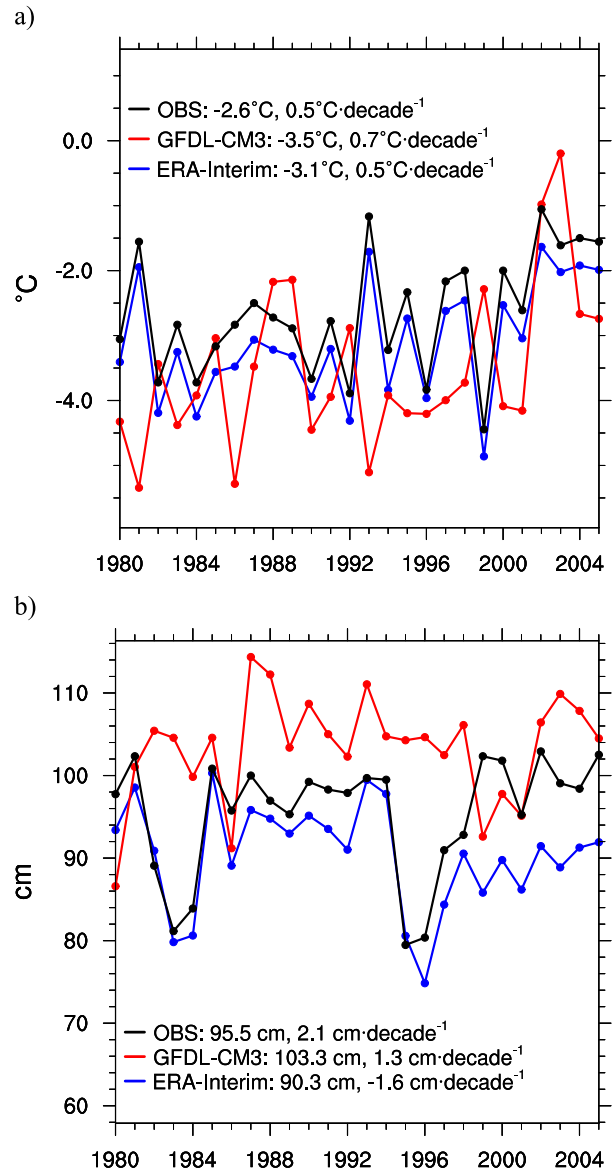 a)
OBS: -2.6°C, 0.5°C·decade⁻¹
GFDL-CM3: -3.5°C, 0.7°C·decade⁻¹
ERA-Interim: -3.1°C, 0.5°C·decade⁻¹
0.0
-2.0
-4.0
°C
1980 1984 1988 1992 1996 2000 2004
b)
110
100
90
80
70
60
cm
OBS: 95.5 cm, 2.1 cm·decade⁻¹
GFDL-CM3: 103.3 cm, 1.3 cm·decade⁻¹
ERA-Interim: 90.3 cm, -1.6 cm·decade⁻¹
1980 1984 1988 1992 1996 2000 2004